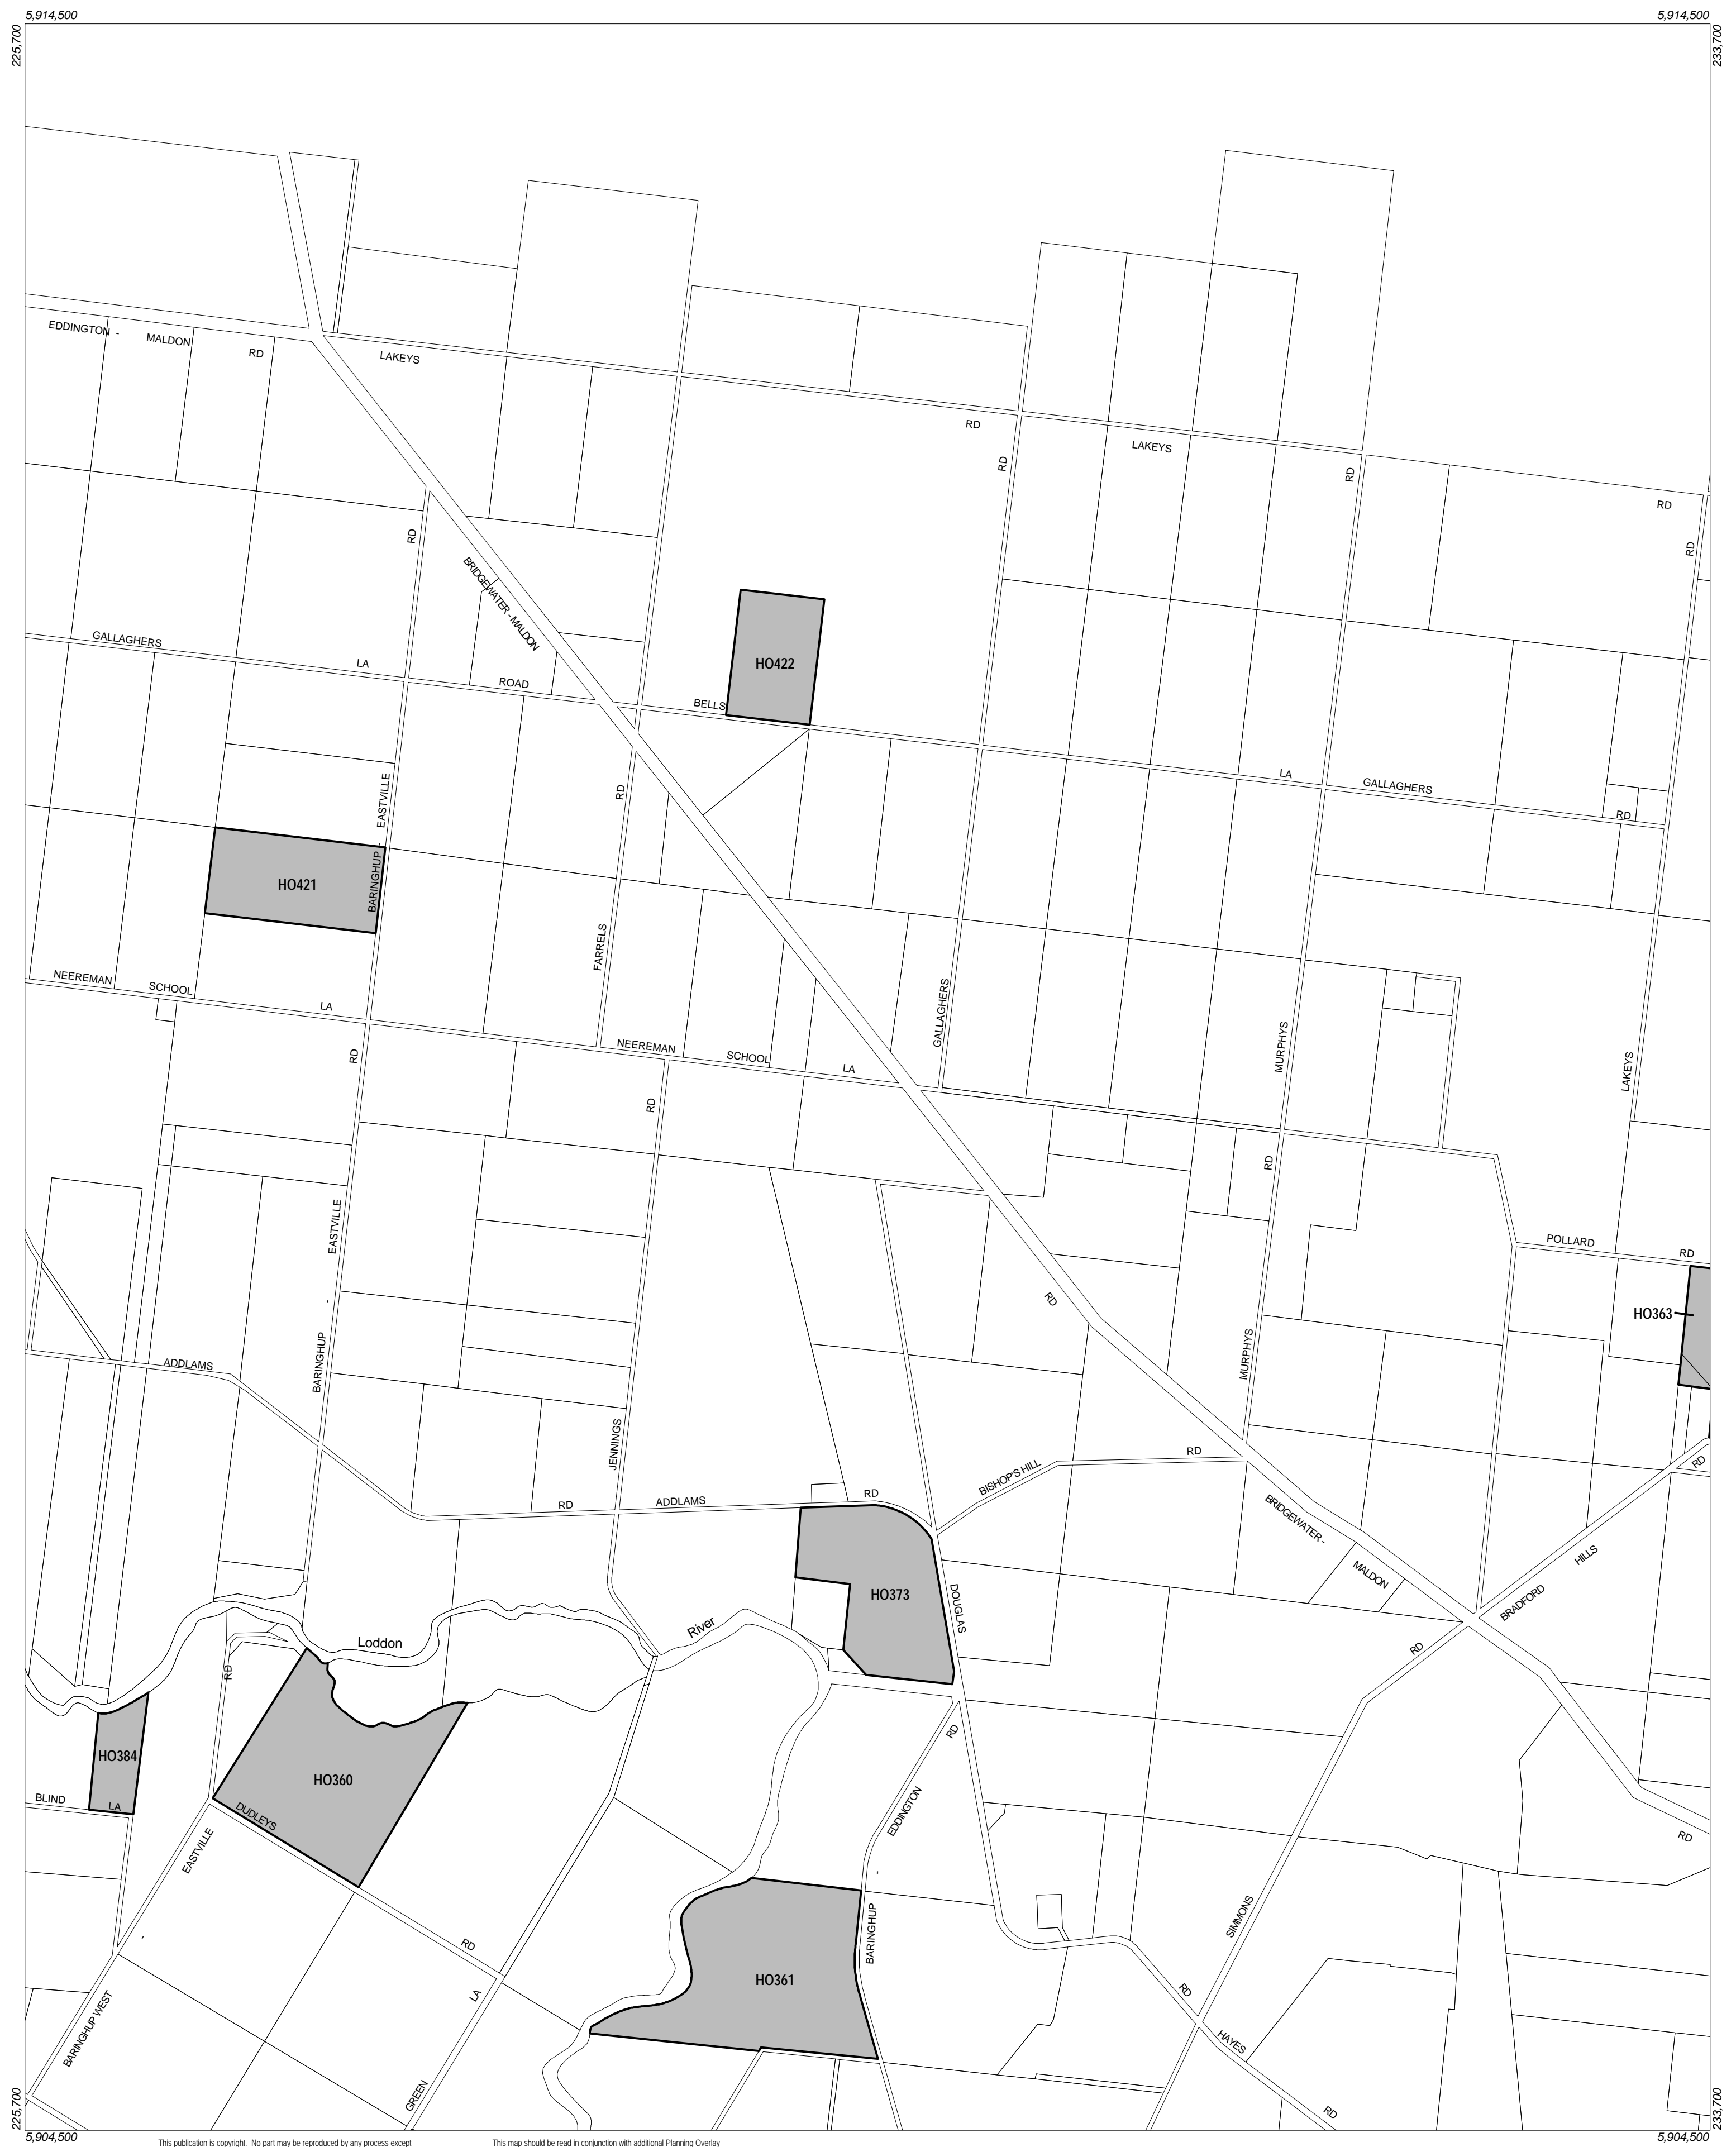 5,914,500
5,914,500
225,700
233,700
EDDINGTON -
MALDON
RD
LAKEYS
RD
LAKEYS
RD
RD
RD
RD
RD
BRIDGEWATER - MALDON
GALLAGHERS
LA
ROAD
BELLS
HO422
LA
GALLAGHERS
RD
EASTVILLE
-
BARINGHUP
HO421
RD
FARRELS
NEEREMAN
SCHOOL
LA
NEEREMAN
SCHOOL
LA
GALLAGHERS
MURPHYS
LAKEYS
RD
RD
RD
EASTVILLE
-
BARINGHUP
POLLARD
RD
HO363
RD
ADDLAMS
MURPHYS
JENNINGS
RD
ADDLAMS
RD
BISHOP'S HILL
RD
RD
BRIDGEWATER -
MALDON
HILLS
BRADFORD
HO373
DOUGLAS
River
Loddon
RD
RD
RD
HO384
HO360
BLIND
LA
DUDLEYS
EASTVILLE
-
BARINGHUP WEST
EDDINGTON
-
BARINGHUP
RD
SIMMONS
RD
HO361
LA
GREEN
RD
HAYES
RD
225,700
233,700
5,904,500
5,904,500
This publication is copyright. No part may be reproduced by any process except
This map should be read in conjunction with additional Planning Overlay